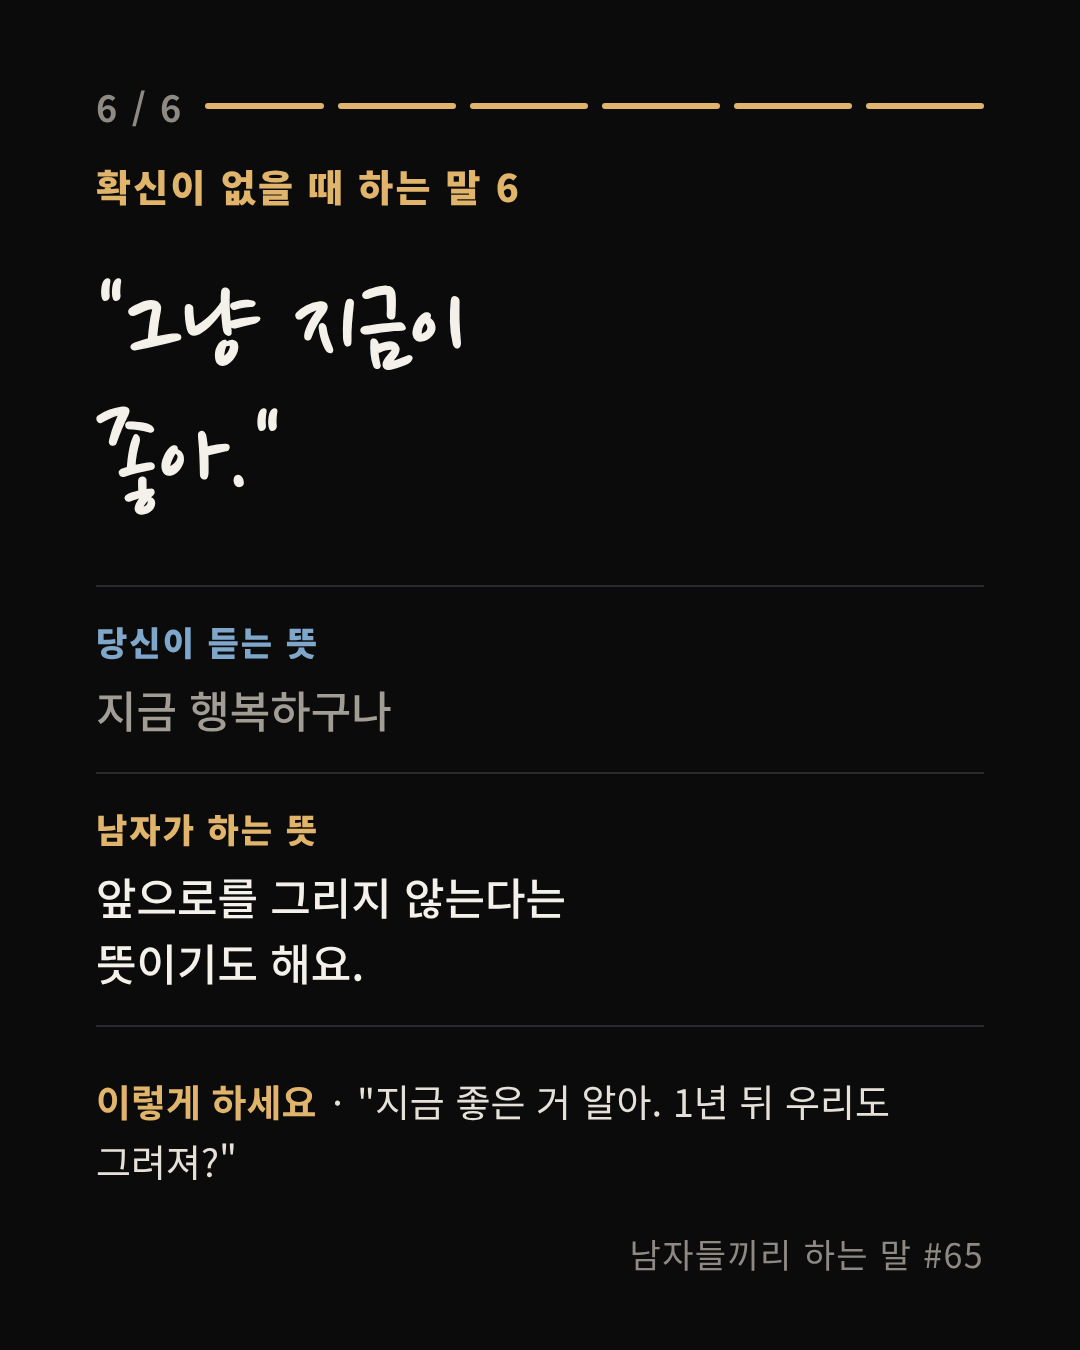 6 / 6
확신이 없을 때 하는 말 6
"그냥 지금이
좋아."
당신이 듣는 뜻
지금 행복하구나
남자가 하는 뜻
앞으로를 그리지 않는다는
뜻이기도 해요.
이렇게 하세요 · "지금 좋은 거 알아. 1년 뒤 우리도
그려져?"
남자들끼리 하는 말 #65